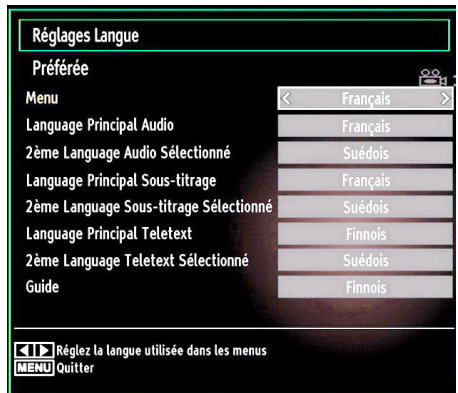 Réglages Langue
Préférée
Menu Français
Language Principal Audio Français
2ème Language Audio Sélectionné Suédois
Language Principal Sous-titrage Français
2ème Language Sous-titrage Sélectionné Suédois
Language Principal Teletext Finnois
2ème Language Teletext Sélectionné Suédois
Guide Finnois
Réglez la langue utilisée dans les menus
MENU Quitter